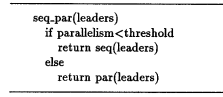 seq_par(leaders)
if parallelism<threshold
return seq(leaders)
else
return par(leaders)